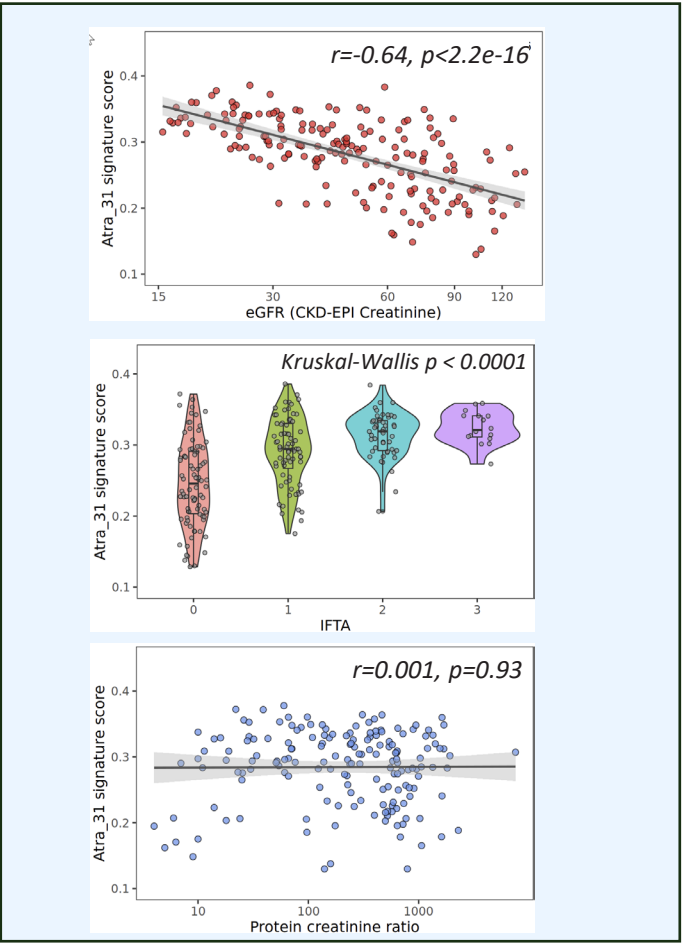 r=-0.64, p<2.2e-16
Atra_31 signature score
0.4
0.3
0.2
0.1
15 30 60 90 120
eGFR (CKD-EPI Creatinine)
Kruskal-Wallis p < 0.0001
Atra_31 signature score
0.4
0.3
0.2
0.1
0 1 2 3
IFTA
r=0.001, p=0.93
Atra_31 signature score
0.4
0.3
0.2
0.1
10 100 1000
Protein creatinine ratio